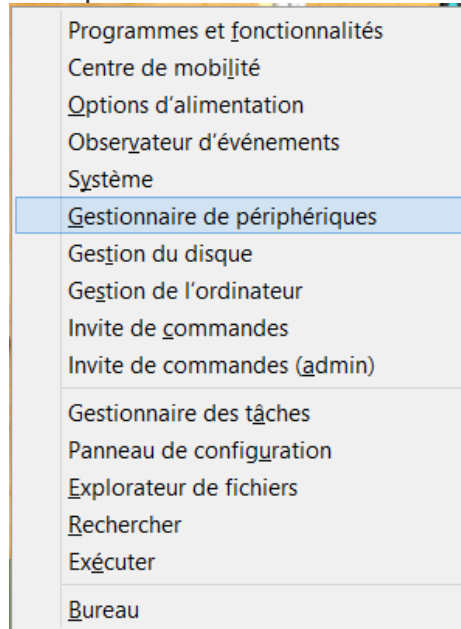 Programmes et fonctionnalités
Centre de mobilité
Options d'alimentation
Observateur d'événements
Système
Gestionnaire de périphériques
Gestion du disque
Gestion de l'ordinateur
Invite de commandes
Invite de commandes (admin)
Gestionnaire des tâches
Panneau de configuration
Explorateur de fichiers
Rechercher
Exécuter
Bureau